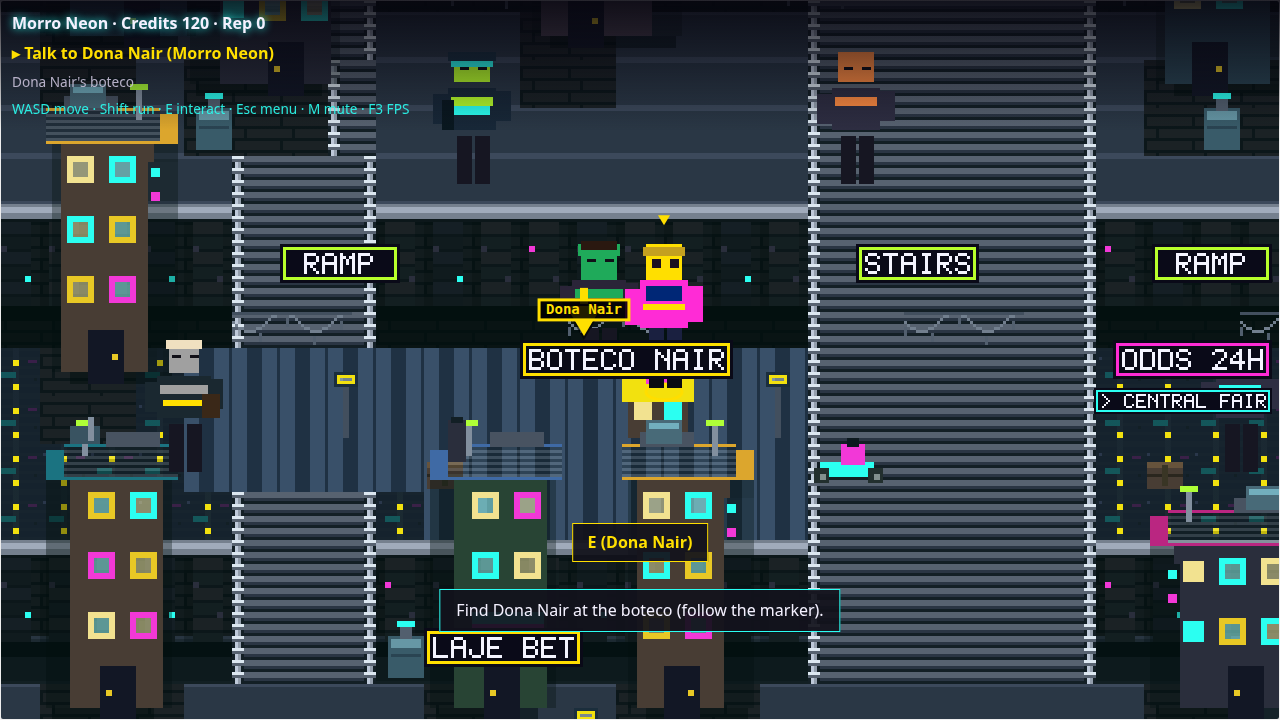 Morro Neon · Credits 120 · Rep 0
▸ Talk to Dona Nair (Morro Neon)
Dona Nair's boteco
WASD move · Shift run · E interact · Esc menu · M mute · F3 FPS
RAMP
STAIRS
RAMP
Dona Nair
BOTECO NAIR
ODDS 24H
> CENTRAL FAIR
E (Dona Nair)
Find Dona Nair at the boteco (follow the marker).
LAJE BET